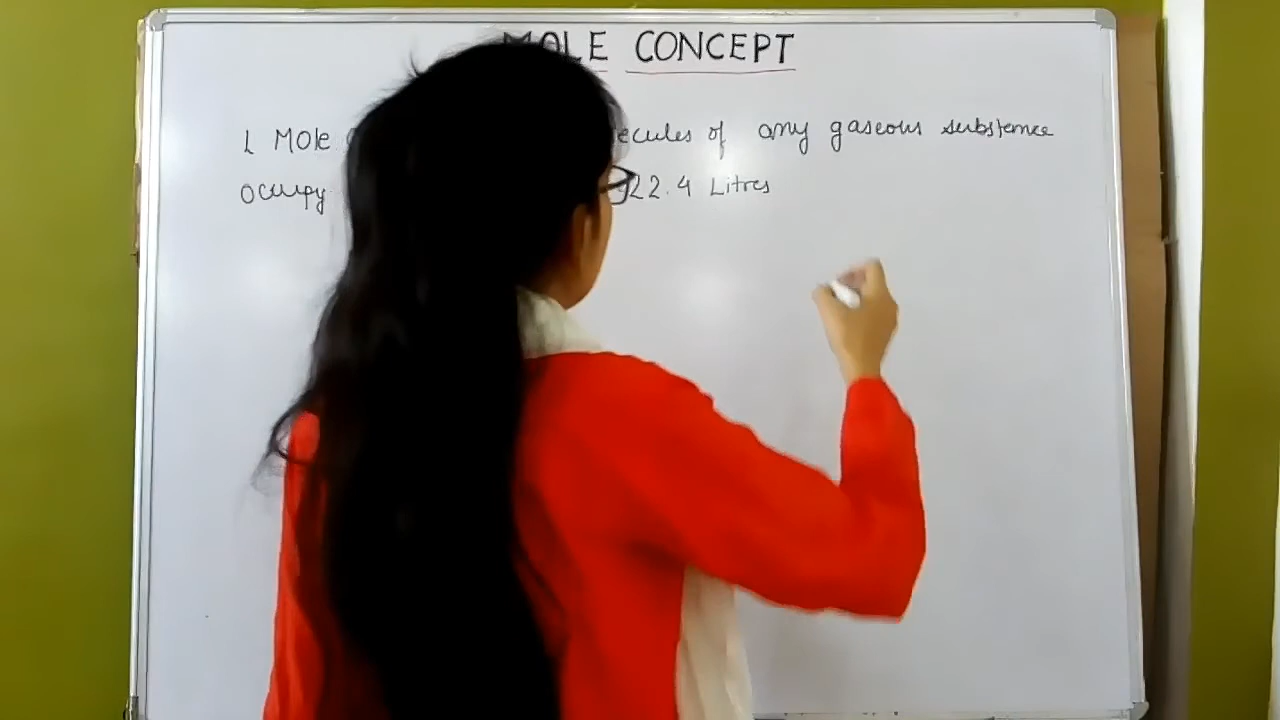 MOLE CONCEPT
1 Mole ecules of any gaseous substance
Occupy 22.4 Litres